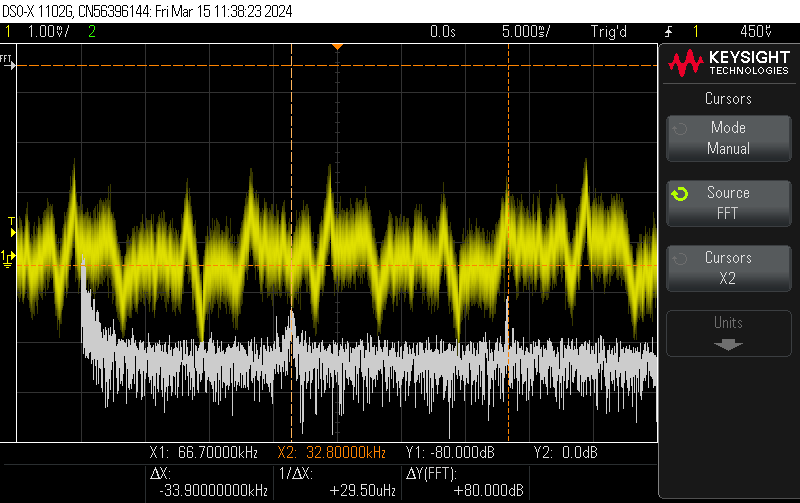 DSO-X 1102G, CN56396144: Fri Mar 15 11:38:23 2024
1 1.00V/ 2 0.0s 5.000ms/ Trig'd 1 450V
FFT
KEYSIGHT
TECHNOLOGIES
Cursors
Mode
Manual
Source
FFT
Cursors
X2
Units
T
1
X1: 66.70000kHz X2: 32.80000kHz Y1: -80.000dB Y2: 0.0dB
ΔX: 1/ΔX: ΔY(FFT):
-33.90000000kHz +29.50uHz +80.000dB